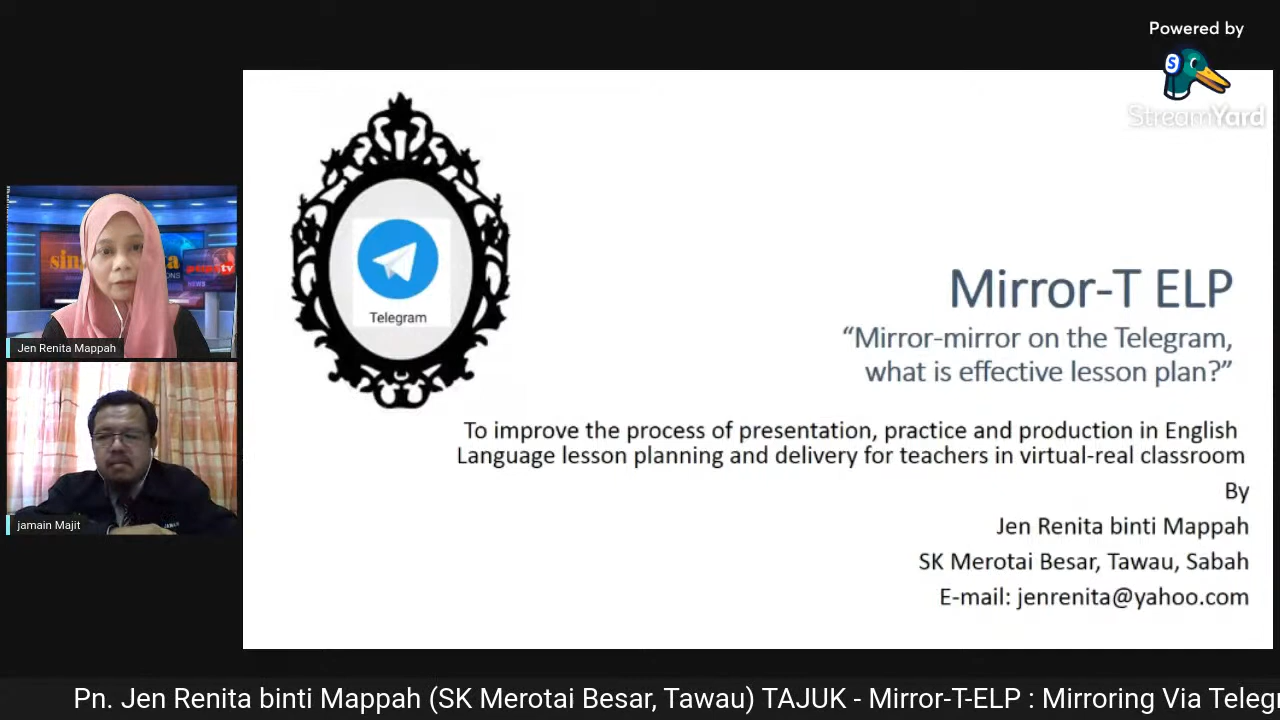 Powered by
StreamYard
Telegram
Mirror-T ELP
“Mirror-mirror on the Telegram,
what is effective lesson plan?”
To improve the process of presentation, practice and production in English
Language lesson planning and delivery for teachers in virtual-real classroom
By
Jen Renita binti Mappah
SK Merotai Besar, Tawau, Sabah
E-mail: jenrenita@yahoo.com
NEWS
Jen Renita Mappah
jamain Majit
Pn. Jen Renita binti Mappah (SK Merotai Besar, Tawau) TAJUK - Mirror-T-ELP : Mirroring Via Teleg